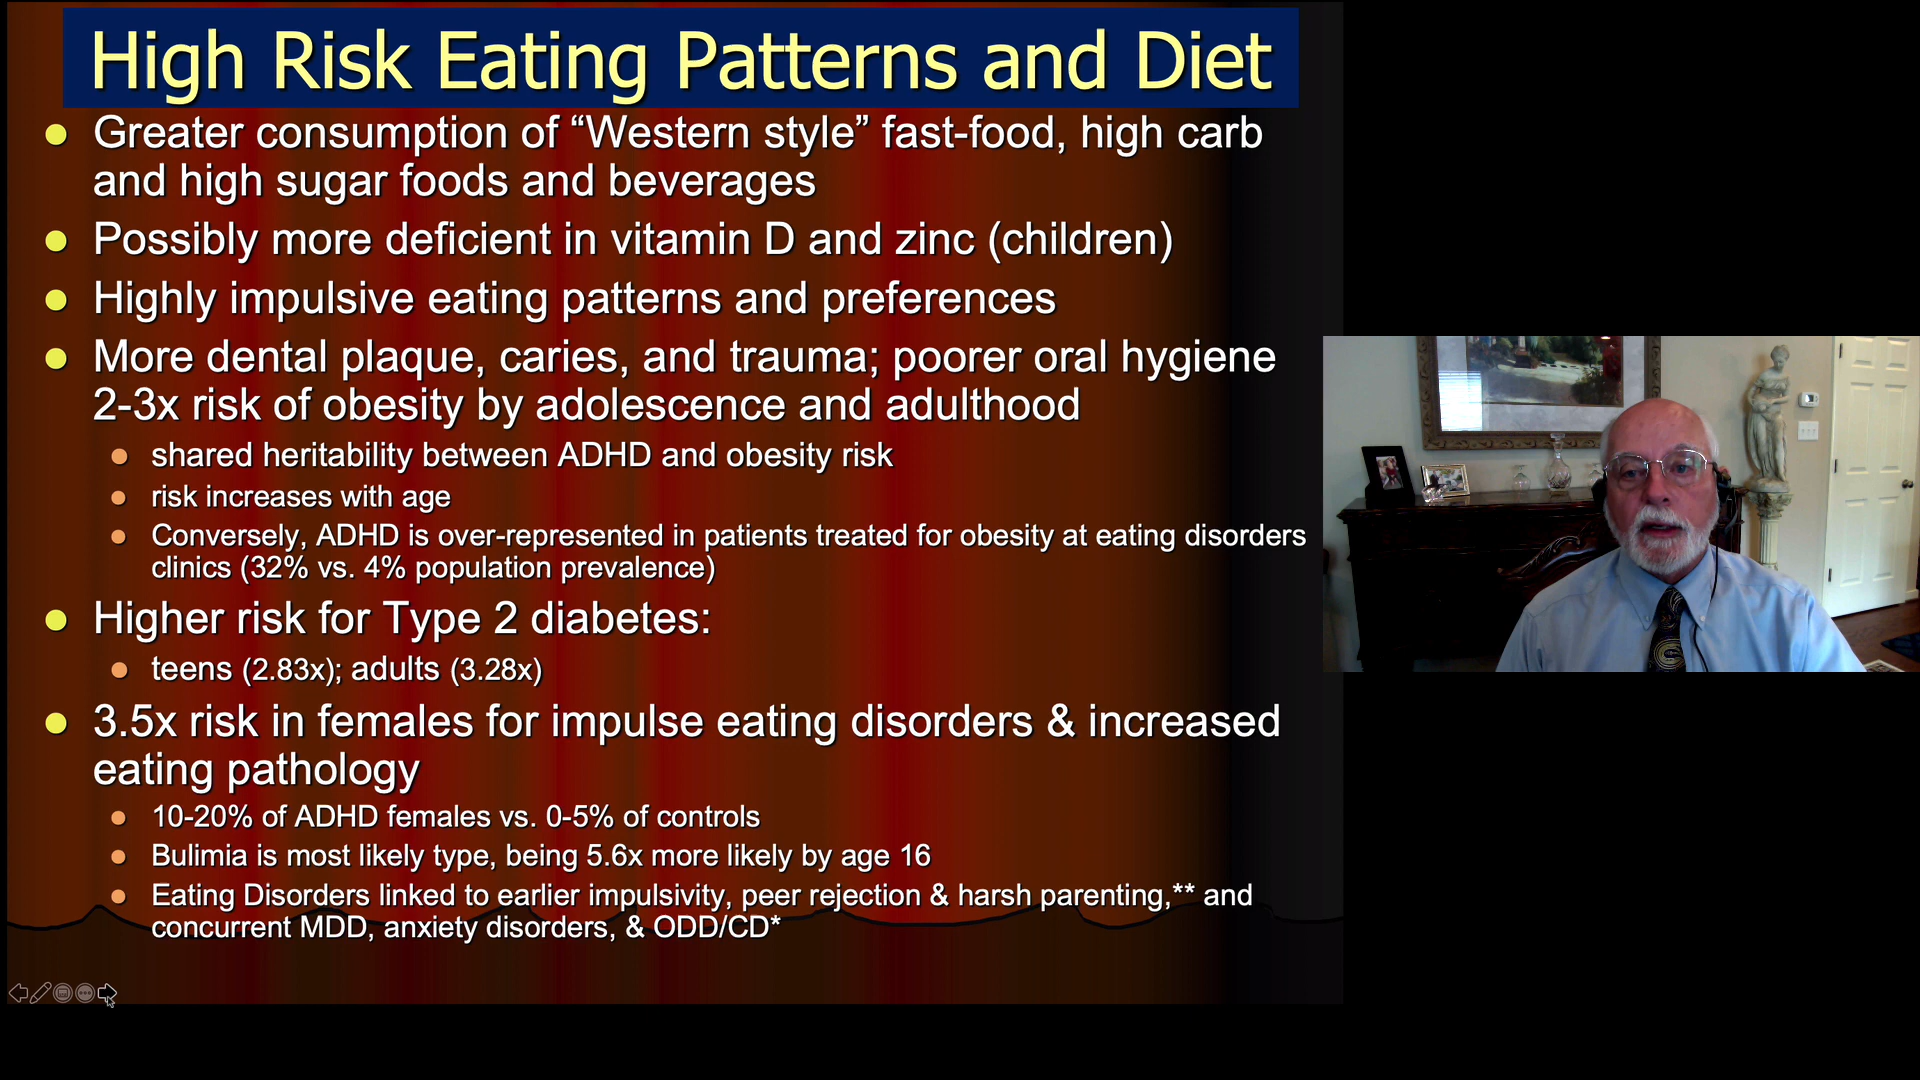 High Risk Eating Patterns and Diet
Greater consumption of “Western style” fast-food, high carb
and high sugar foods and beverages
Possibly more deficient in vitamin D and zinc (children)
Highly impulsive eating patterns and preferences
More dental plaque, caries, and trauma; poorer oral hygiene
2-3x risk of obesity by adolescence and adulthood
shared heritability between ADHD and obesity risk
risk increases with age
Conversely, ADHD is over-represented in patients treated for obesity at eating disorders
clinics (32% vs. 4% population prevalence)
Higher risk for Type 2 diabetes:
teens (2.83x); adults (3.28x)
3.5x risk in females for impulse eating disorders & increased
eating pathology
10-20% of ADHD females vs. 0-5% of controls
Bulimia is most likely type, being 5.6x more likely by age 16
Eating Disorders linked to earlier impulsivity, peer rejection & harsh parenting,** and
concurrent MDD, anxiety disorders, & ODD/CD*